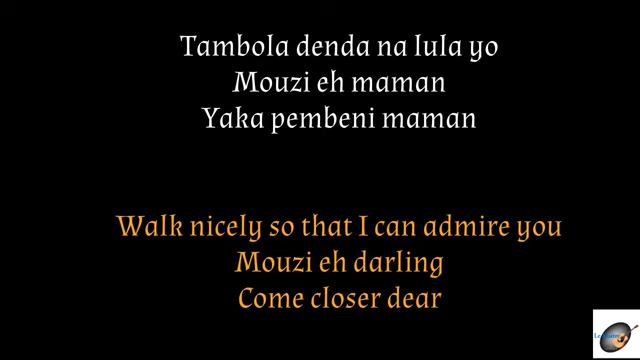 Tambola denda na lula yo
Mouzi eh maman
Yaka pembeni maman
Walk nicely so that I can admire you
Mouzi eh darling
Come closer dear